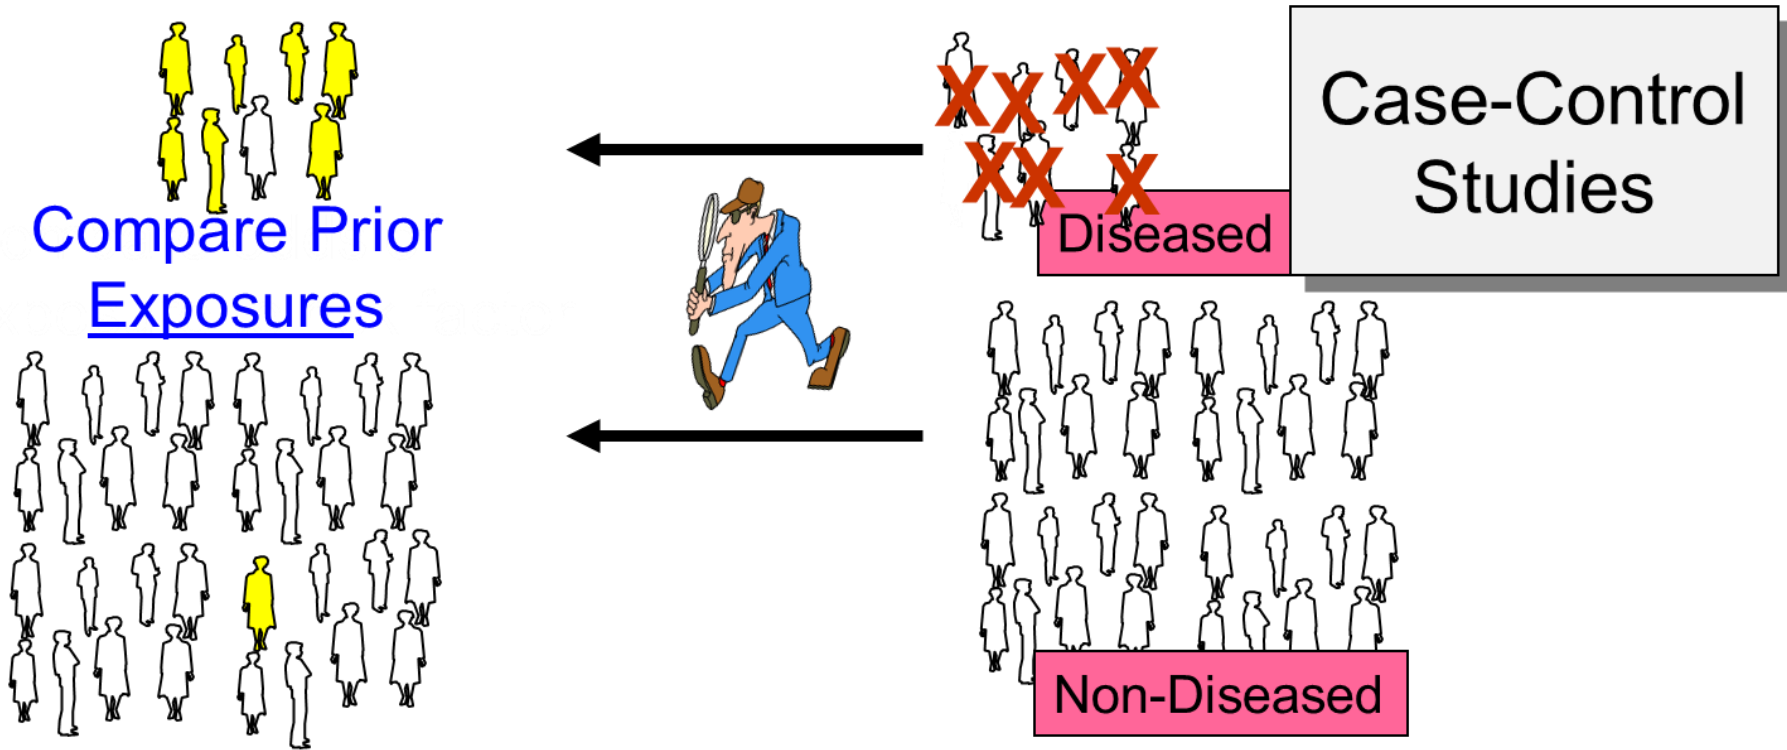 Case-Control
Studies
Diseased
Compare Prior
Exposures
Non-Diseased